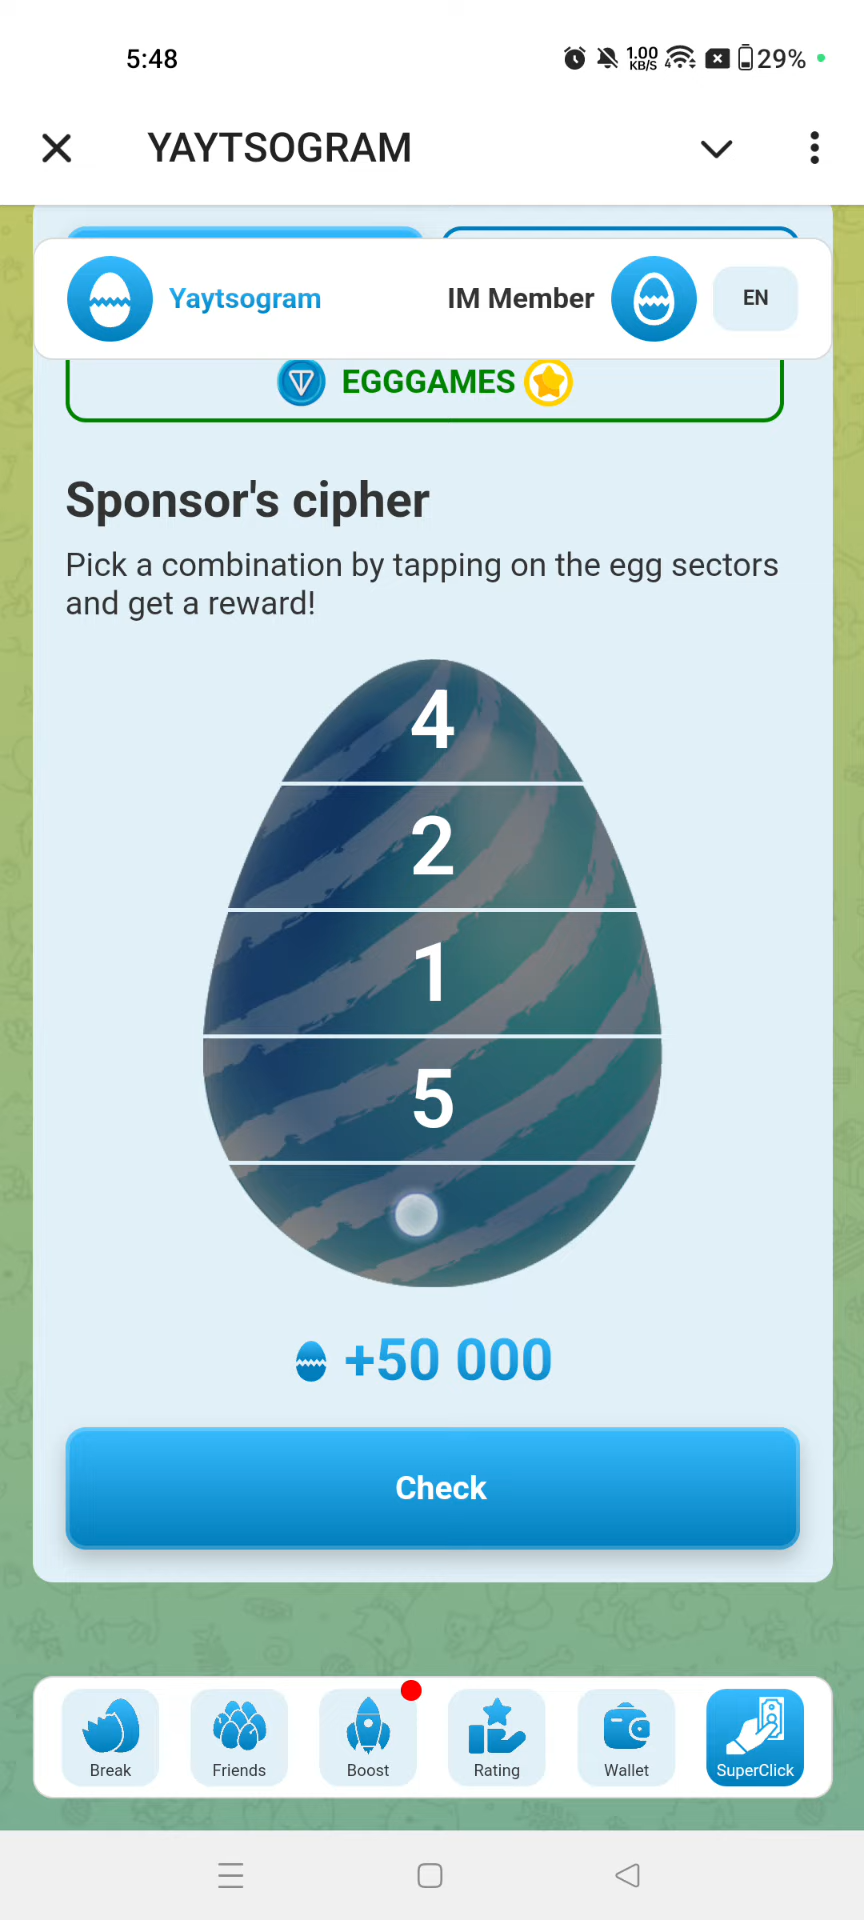 5:48
1.00
KB/S
4
29%
YAYTSOGRAM
Yaytsogram
IM Member
EN
EGGGAMES
Sponsor's cipher
Pick a combination by tapping on the egg sectors
and get a reward!
4
2
1
5
+50 000
Check
Break
Friends
Boost
Rating
Wallet
SuperClick